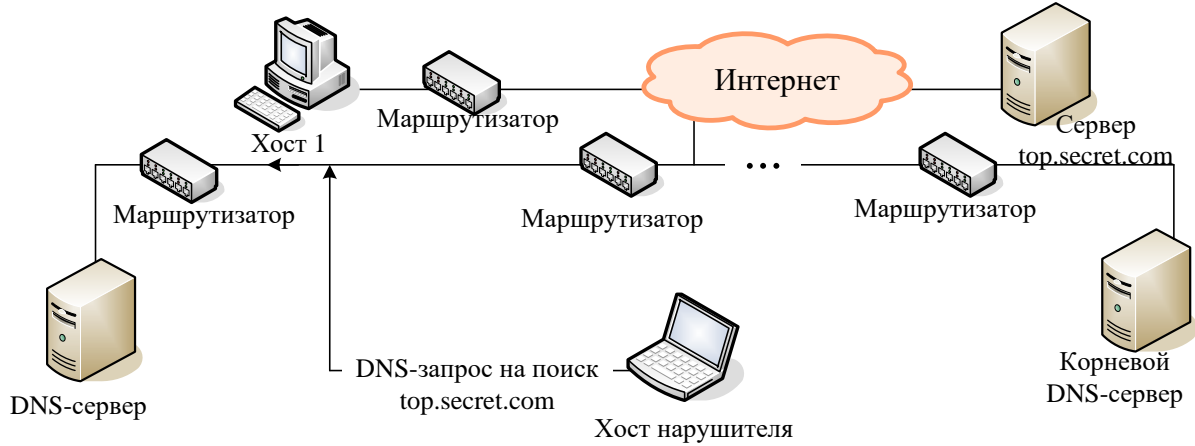 Интернет
Маршрутизатор
Хост 1
Сервер
top.secret.com
Маршрутизатор
Маршрутизатор
Маршрутизатор
DNS-запрос на поиск
top.secret.com
Корневой
DNS-сервер
DNS-сервер
Хост нарушителя